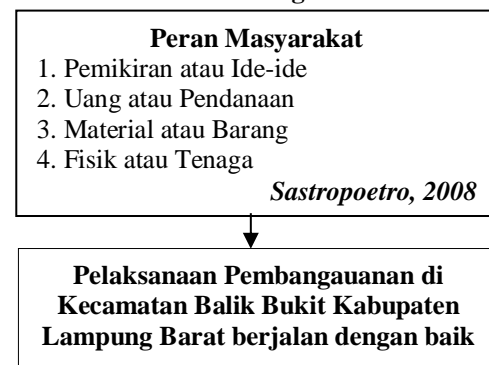 Peran Masyarakat
1. Pemikiran atau Ide-ide
2. Uang atau Pendanaan
3. Material atau Barang
4. Fisik atau Tenaga
Sastropoetro, 2008
Pelaksanaan Pembangauanan di
Kecamatan Balik Bukit Kabupaten
Lampung Barat berjalan dengan baik